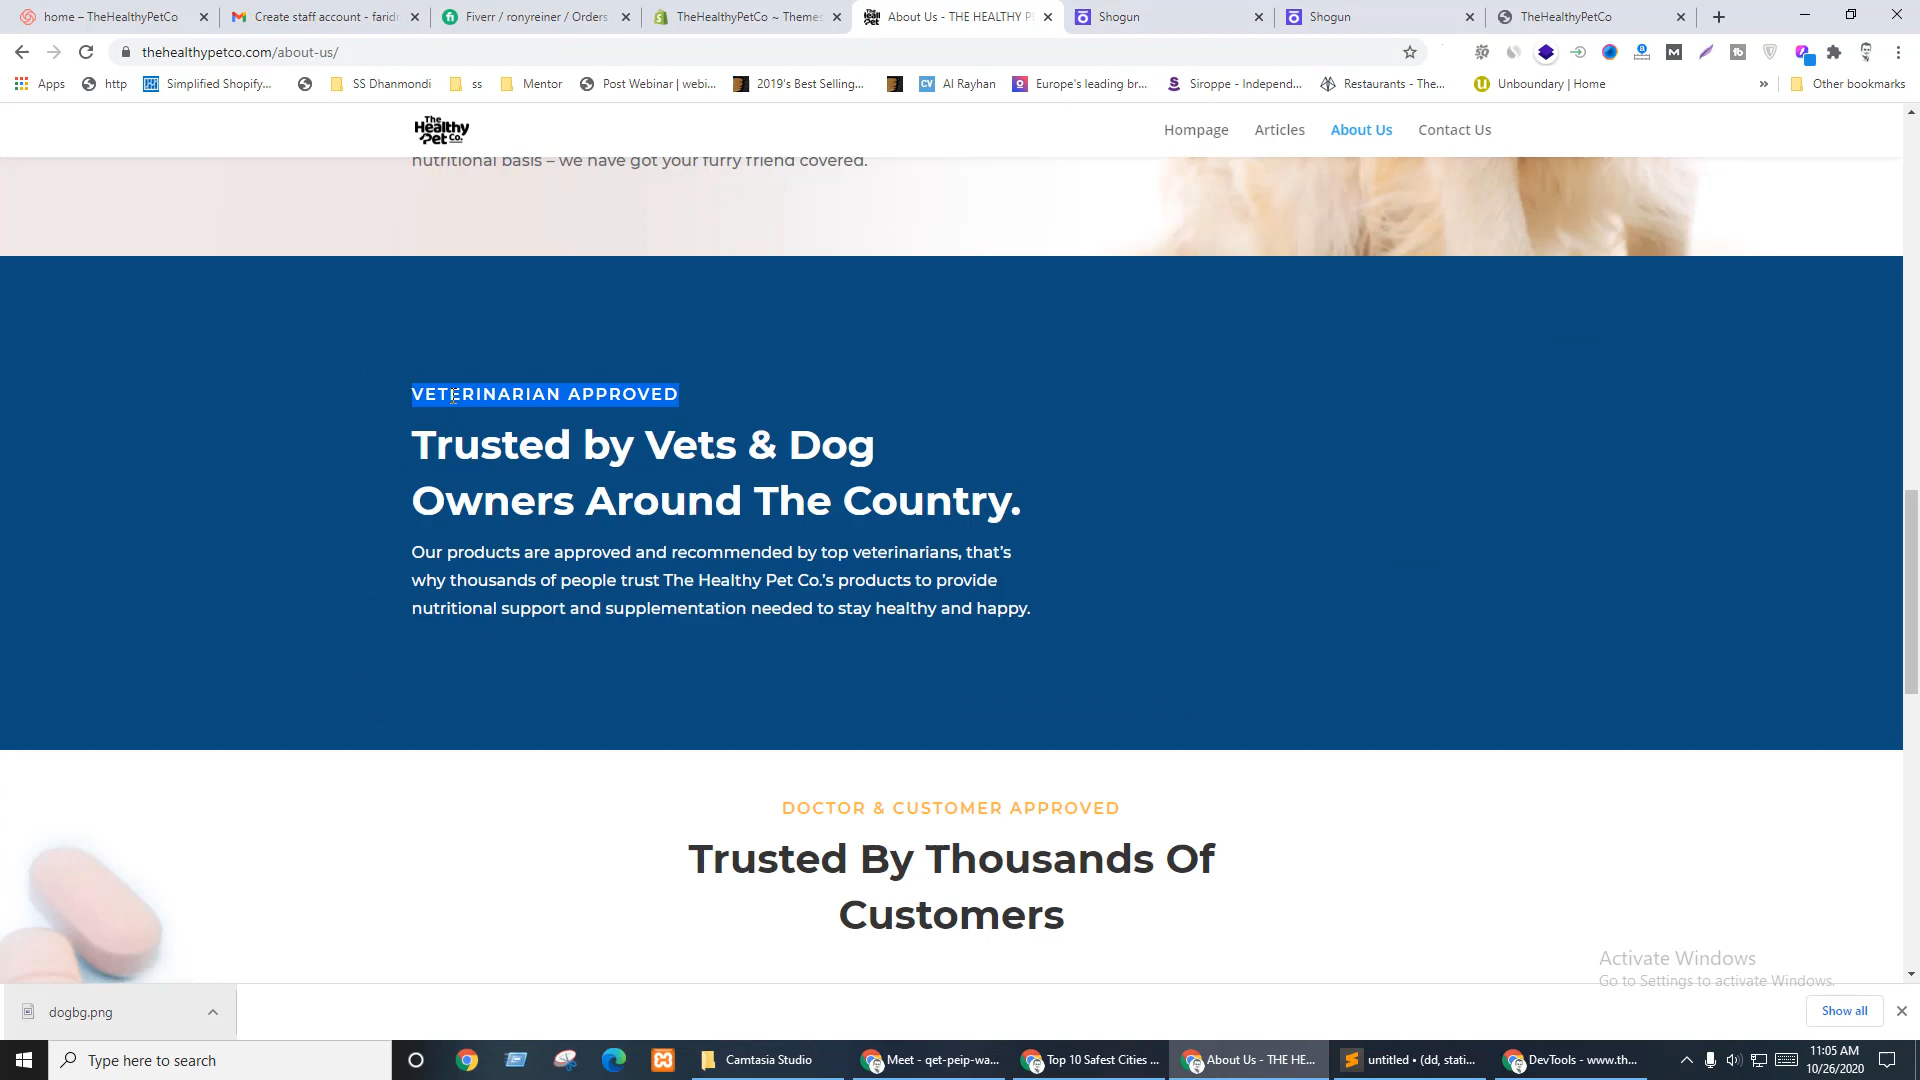 home – TheHealthyPetCo
Create staff account - faridr
Fiverr / ronyreiner / Orders
TheHealthyPetCo ~ Themes
About Us - THE HEALTHY P
Shogun
Shogun
TheHealthyPetCo
thehealthypetco.com/about-us/
Apps
http
Simplified Shopify...
SS Dhanmondi
ss
Mentor
Post Webinar | webi...
2019's Best Selling...
CV
Al Rayhan
Europe's leading br...
Siroppe - Independ...
Restaurants - The...
Unboundary | Home
»
Other bookmarks
The Healthy Pet Co.
Hompage
Articles
About Us
Contact Us
nutritional basis – we have got your furry friend covered.
VETERINARIAN APPROVED
Trusted by Vets & Dog
Owners Around The Country.
Our products are approved and recommended by top veterinarians, that's
why thousands of people trust The Healthy Pet Co.'s products to provide
nutritional support and supplementation needed to stay healthy and happy.
DOCTOR & CUSTOMER APPROVED
Trusted By Thousands Of
Customers
Activate Windows
Go to Settings to activate Windows.
dogbg.png
Show all
Type here to search
Camtasia Studio
Meet - qet-peip-wa...
Top 10 Safest Cities ...
About Us - THE HE...
untitled • (dd, stati...
DevTools - www.th...
11:05 AM
10/26/2020